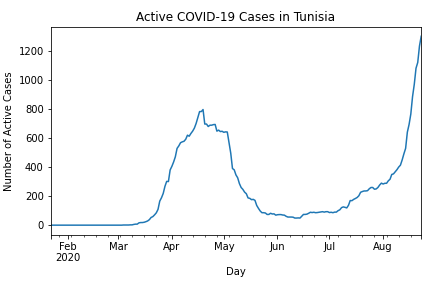 Active COVID-19 Cases in Tunisia
Number of Active Cases
1200
1000
800
600
400
200
0
Feb Mar Apr May Jun Jul Aug
2020
Day